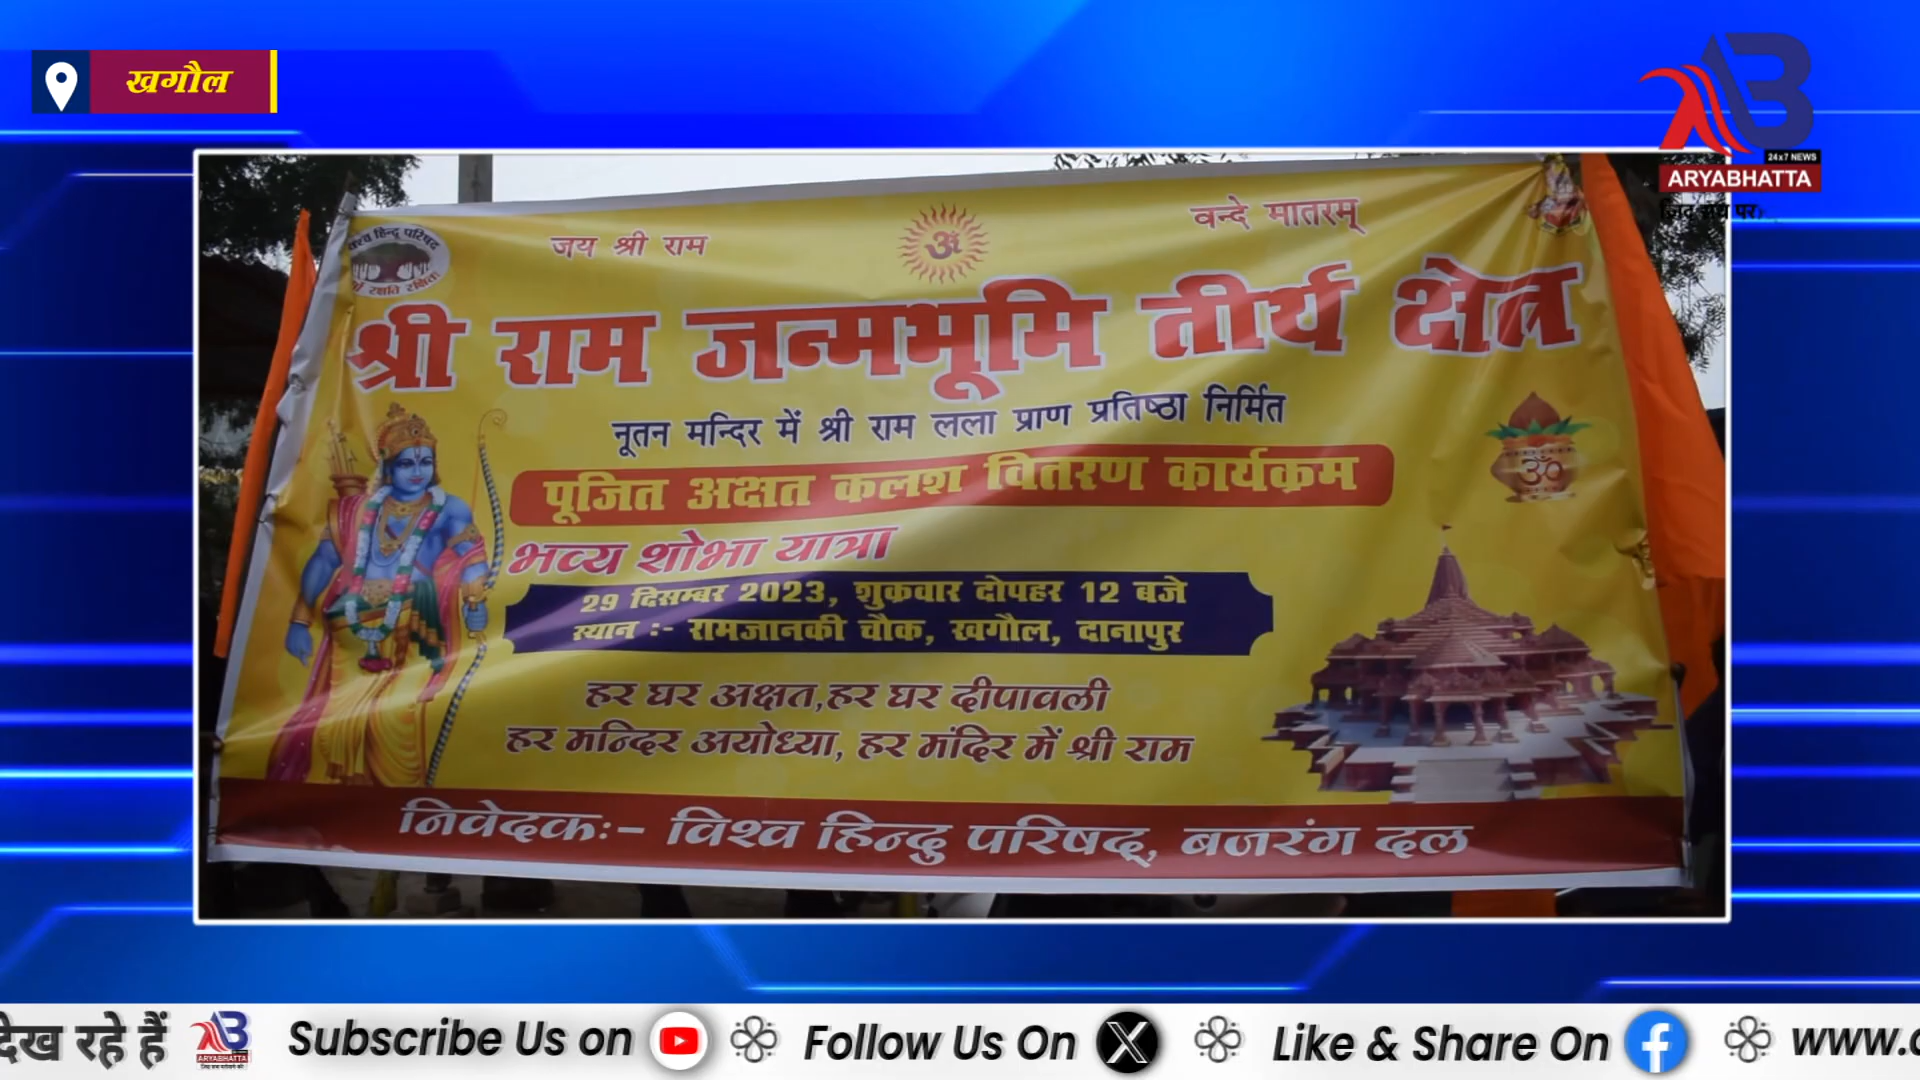 खगौल
24x7 NEWS
ARYABHATTA
जय श्री राम
वन्दे मातरम्
श्री राम जन्मभूमि तीर्थ क्षेत्र
नूतन मन्दिर में श्री राम लला प्राण प्रतिष्ठा निर्मित
पूजित अक्षत कलश वितरण कार्यक्रम
भव्य शोभा यात्रा
29 दिसम्बर 2023, शुक्रवार दोपहर 12 बजे
स्थान :- रामजानकी चौक, खगौल, दानापुर
हर घर अक्षत,हर घर दीपावली
हर मन्दिर अयोध्या, हर मंदिर में श्री राम
निवेदकः- विश्व हिन्दु परिषद्, बजरंग दल
देख रहे हैं ARYABHATTA Subscribe Us on Follow Us On Like & Share On www.